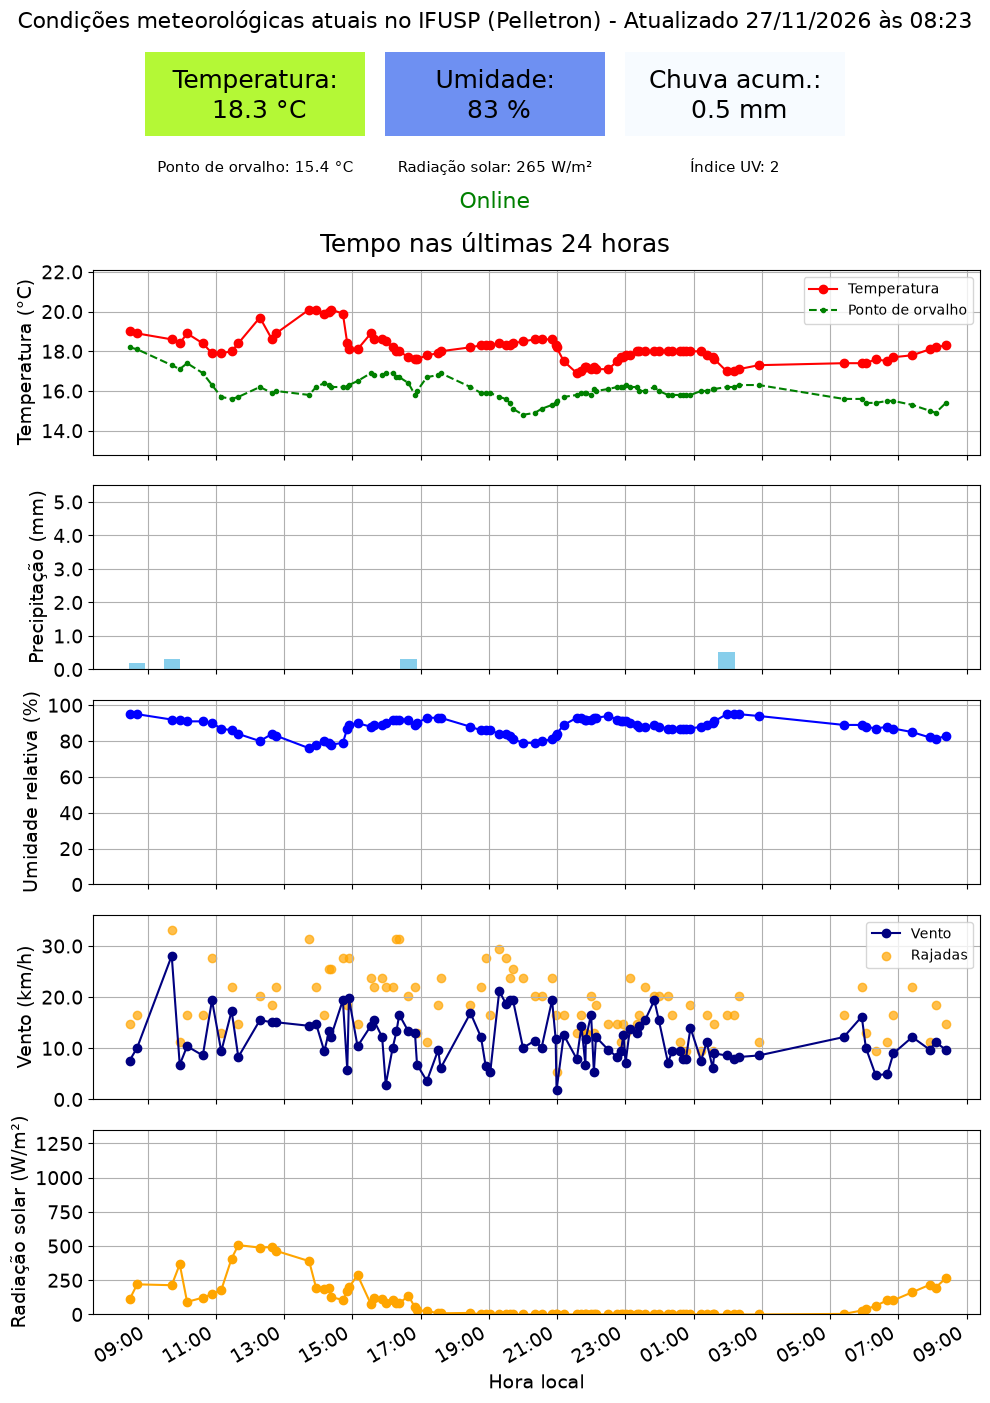 Condições meteorológicas atuais no IFUSP (Pelletron) - Atualizado 27/11/2026 às 08:23
Temperatura:
18.3 °C
Umidade:
83 %
Chuva acum.:
0.5 mm
Ponto de orvalho: 15.4 °C
Radiação solar: 265 W/m²
Índice UV: 2
Online
Tempo nas últimas 24 horas
Temperatura (°C)
22.0
20.0
18.0
16.0
14.0
Temperatura
Ponto de orvalho
Precipitação (mm)
5.0
4.0
3.0
2.0
1.0
0.0
Umidade relativa (%)
100
80
60
40
20
0
Vento (km/h)
30.0
20.0
10.0
0.0
Vento
Rajadas
Radiação solar (W/m²)
1250
1000
750
500
250
0
09:00
11:00
13:00
15:00
17:00
19:00
21:00
23:00
01:00
03:00
05:00
07:00
09:00
Hora local